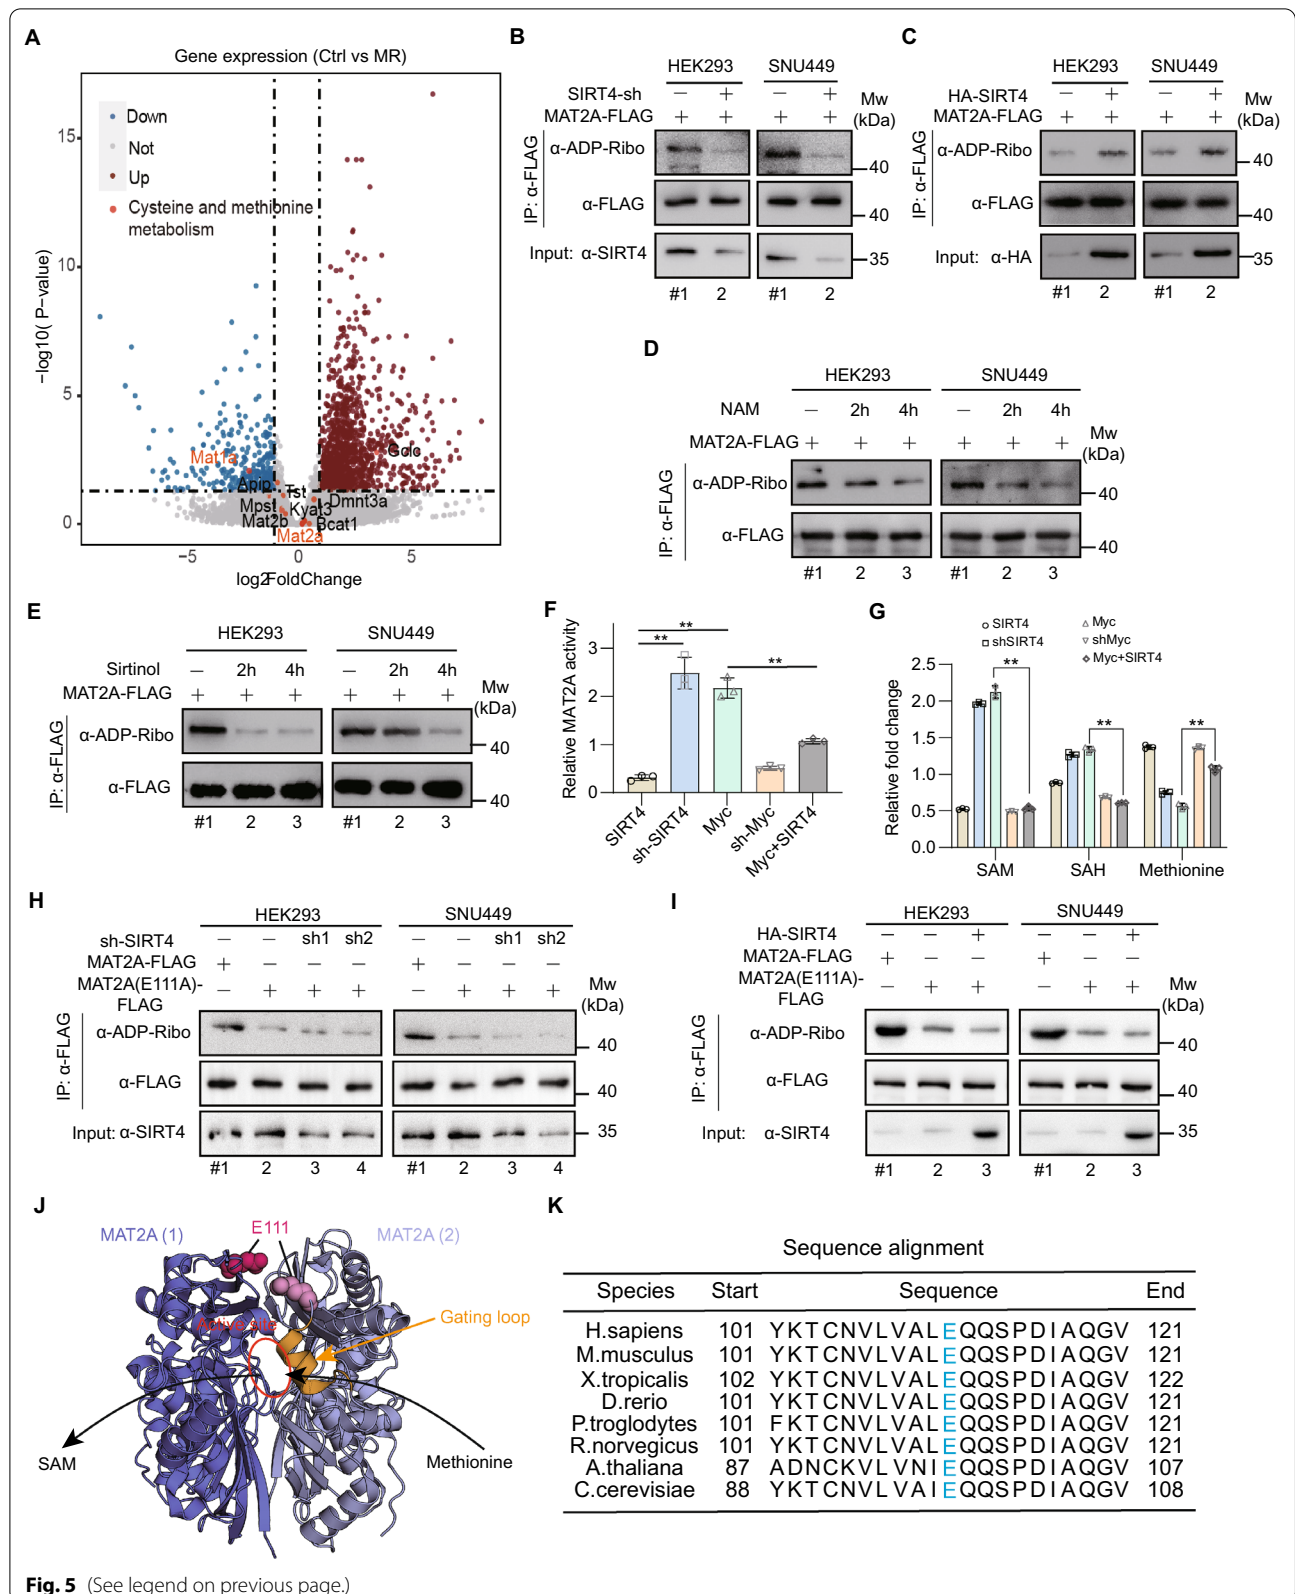 A
Gene expression (Ctrl vs MR)
Down
Not
Up
Cysteine and methionine
metabolism
−log10( P−value)
15
10
5
0
Mat1a
Gclc
Apip
Tst
Dmnt3a
Mpst
Kyat3
Mat2b
Bcat1
Mat2a
−5 0 5
log2FoldChange
B
HEK293 SNU449
SIRT4-sh — + — +
MAT2A-FLAG + + + +
Mw
(kDa)
IP: α-FLAG
α-ADP-Ribo 40
α-FLAG 40
Input: α-SIRT4 35
#1 2 #1 2
C
HEK293 SNU449
HA-SIRT4 — + — +
MAT2A-FLAG + + + +
Mw
(kDa)
IP: α-FLAG
α-ADP-Ribo 40
α-FLAG 40
Input: α-HA 35
#1 2 #1 2
D
HEK293 SNU449
NAM — 2h 4h — 2h 4h
MAT2A-FLAG + + + + + +
Mw
(kDa)
IP: α-FLAG
α-ADP-Ribo 40
α-FLAG 40
#1 2 3 #1 2 3
E
HEK293 SNU449
Sirtinol — 2h 4h — 2h 4h
MAT2A-FLAG + + + + + +
Mw
(kDa)
IP: α-FLAG
α-ADP-Ribo 40
α-FLAG 40
#1 2 3 #1 2 3
F
Relative MAT2A activity
3
2
1
0
** ** **
SIRT4 sh-SIRT4 Myc sh-Myc Myc+SIRT4
G
SIRT4 Myc
shSIRT4 shMyc
Myc+SIRT4
Relative fold change
2.5
2.0
1.5
1.0
0.5
0.0
** ** **
SAM SAH Methionine
H
HEK293 SNU449
sh-SIRT4 — — sh1 sh2 — — sh1 sh2
MAT2A-FLAG + — — — + — — —
MAT2A(E111A)-
FLAG — + + + — + + +
Mw
(kDa)
IP: α-FLAG
α-ADP-Ribo 40
α-FLAG 40
Input: α-SIRT4 35
#1 2 3 4 #1 2 3 4
I
HEK293 SNU449
HA-SIRT4 — — + — — +
MAT2A-FLAG + — — + — —
MAT2A(E111A)-
FLAG — + + — + +
Mw
(kDa)
IP: α-FLAG
α-ADP-Ribo 40
α-FLAG 40
Input: α-SIRT4 35
#1 2 3 #1 2 3
J
MAT2A (1) E111 MAT2A (2)
Active site
Gating loop
SAM
Methionine
K
Sequence alignment
Species Start Sequence End
H.sapiens 101 YKTCNVLVALEQQSPDIAQGV 121
M.musculus 101 YKTCNVLVALEQQSPDIAQGV 121
X.tropicalis 102 YKTCNVLVALEQQSPDIAQGV 122
D.rerio 101 YKTCNVLVALEQQSPDIAQGV 121
P.troglodytes 101 FKTCNVLVALEQQSPDIAQGV 121
R.norvegicus 101 YKTCNVLVALEQQSPDIAQGV 121
A.thaliana 87 ADNCKVLVNIEQQSPDIAQGV 107
C.cerevisiae 88 YKTCNVLVAIEQQSPDIAQGV 108
Fig. 5 (See legend on previous page.)